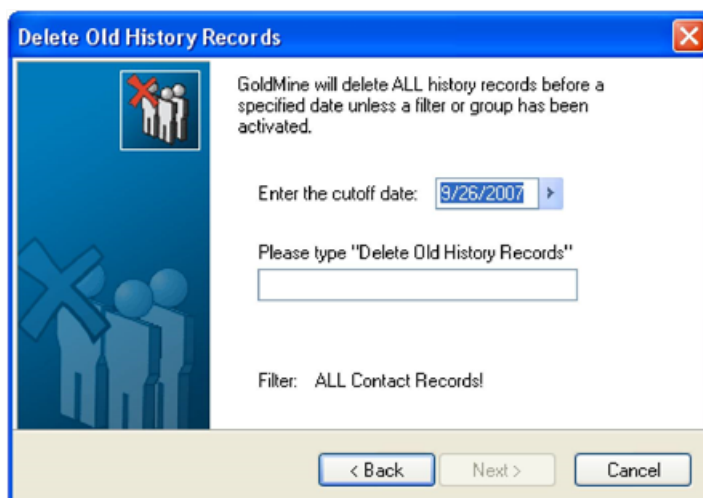 Delete Old History Records
GoldMine will delete ALL history records before a
specified date unless a filter or group has been
activated.
Enter the cutoff date: 9/26/2007
Please type "Delete Old History Records"
Filter: ALL Contact Records!
< Back Next > Cancel